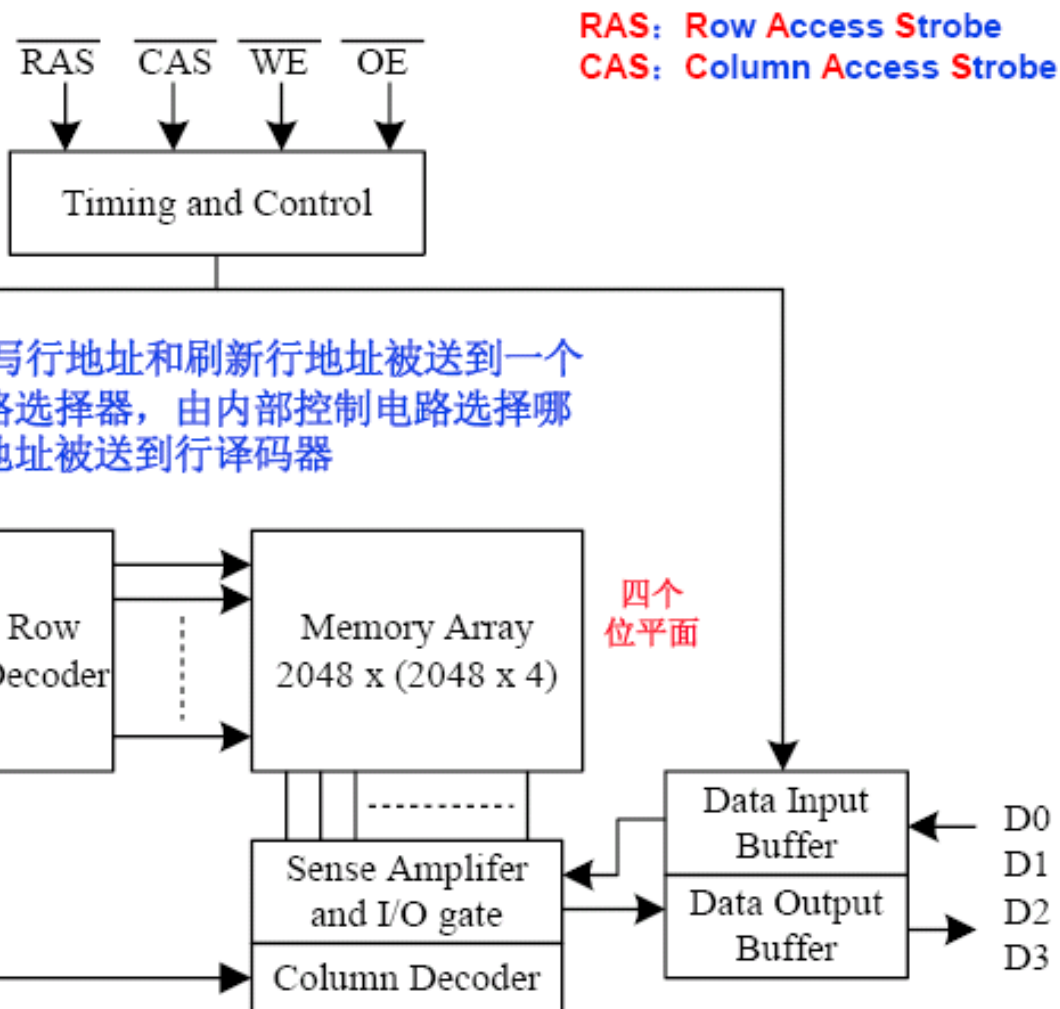 RAS：Row Access Strobe
CAS：Column Access Strobe
RAS CAS WE OE
Timing and Control
写行地址和刷新行地址被送到一个
路选择器，由内部控制电路选择哪
地址被送到行译码器
Row
Decoder
Memory Array
2048 x (2048 x 4)
四个
位平面
Sense Amplifer
and I/O gate
Column Decoder
Data Input
Buffer
Data Output
Buffer
D0
D1
D2
D3